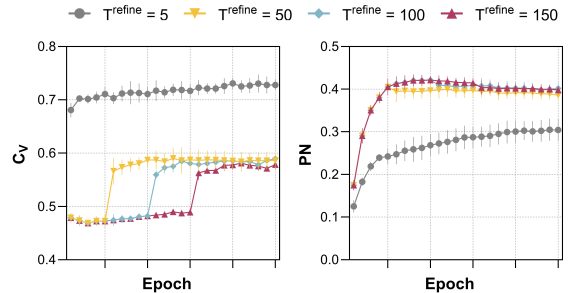 T^refine = 5 T^refine = 50 T^refine = 100 T^refine = 150
0.8
0.7
0.6
0.5
0.4
C_V
Epoch
0.5
0.4
0.3
0.2
0.1
0.0
PN
Epoch